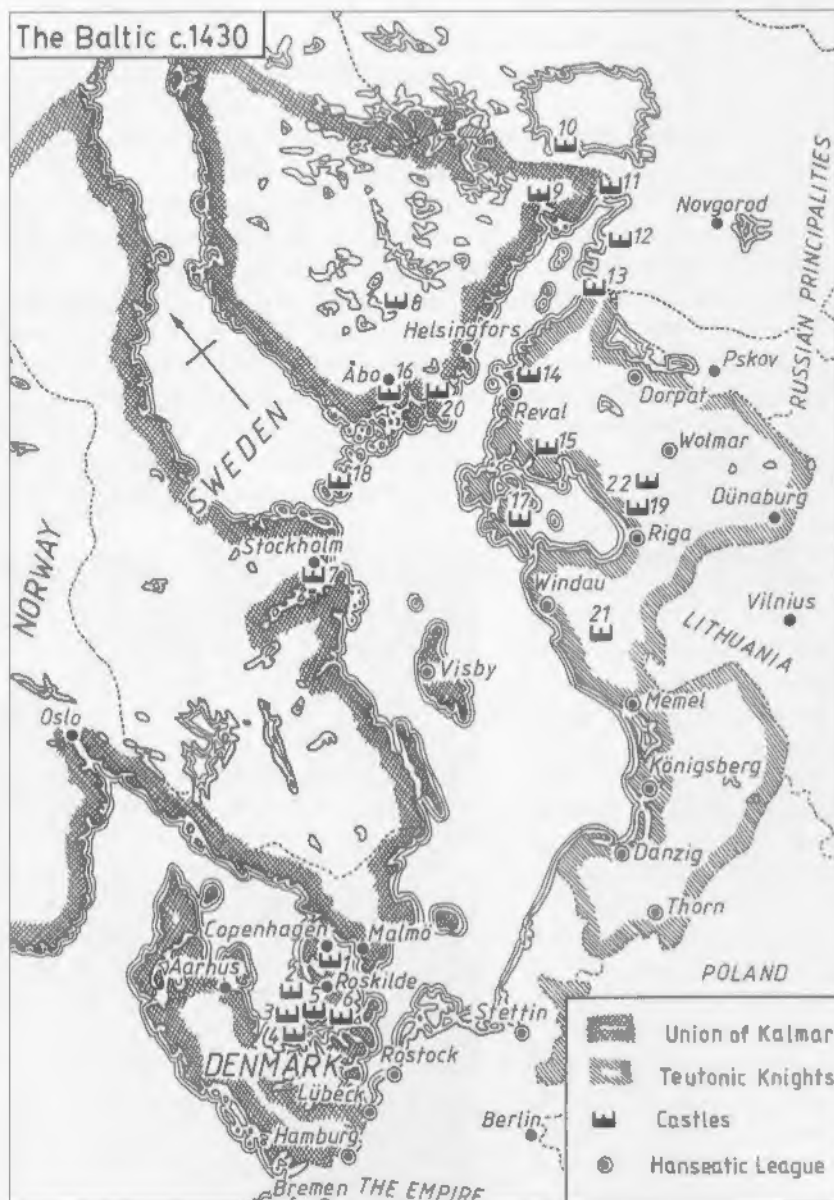 The Baltic c.1430
10
9
11
Novgorod
12
13
8
Helsingfors
RUSSIAN PRINCIPALITIES
Åbo
16
20
14
Reval
Dorpat
Pskov
SWEDEN
15
Wolmar
18
17
22
19
Dünaburg
Riga
NORWAY
Stockholm
7
Windau
21
Vilnius
LITHUANIA
Visby
Memel
Oslo
Königsberg
Danzig
Thorn
Copenhagen
Malmö
1
Aarhus
2
Roskilde
POLAND
3
5
6
4
Stettin
DENMARK
Rostock
Lübeck
Berlin
Hamburg
Bremen
THE EMPIRE
Union of Kalmar
Teutonic Knights
Castles
Hanseatic League